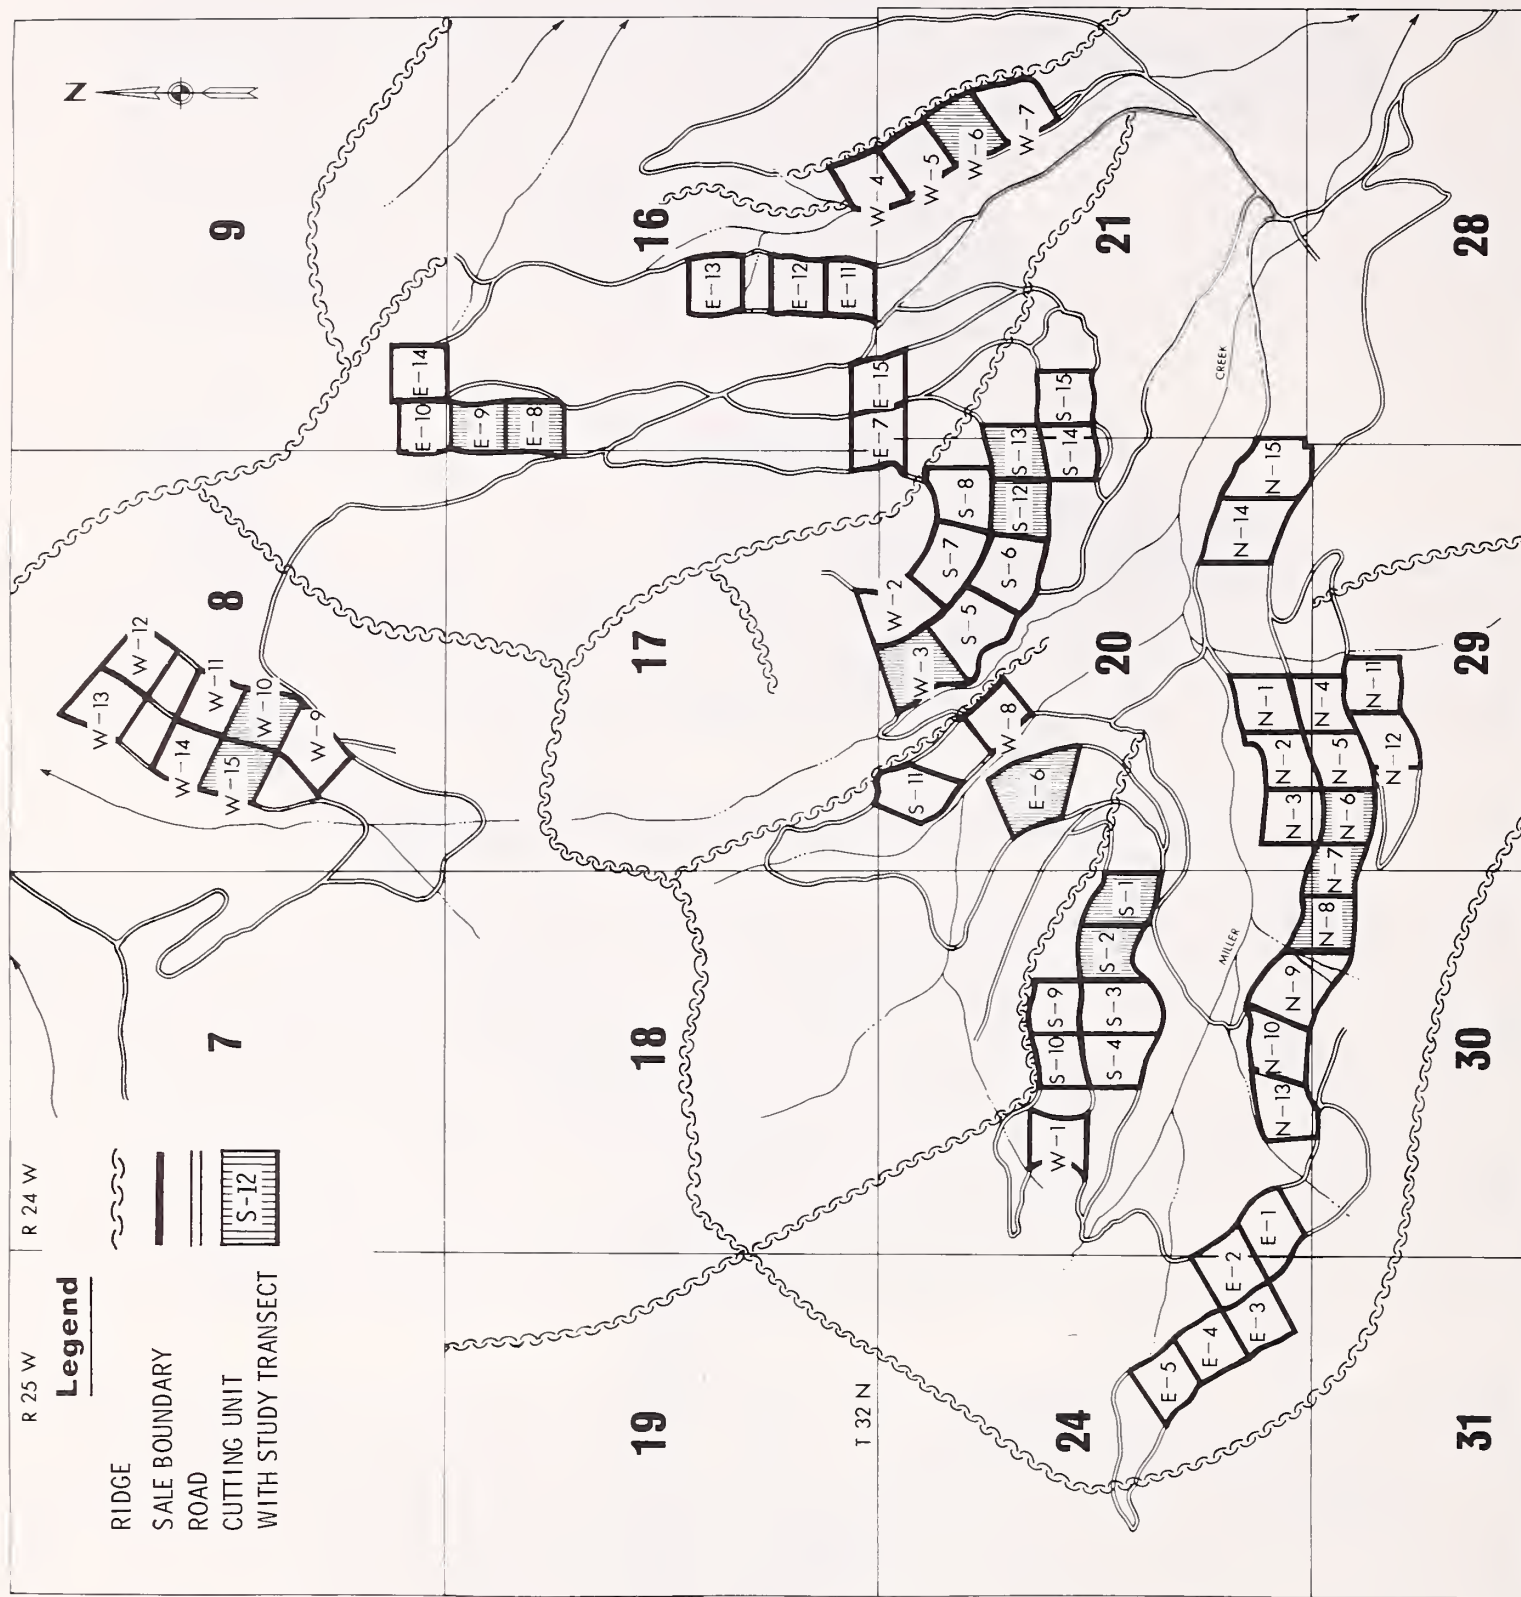 R 25 W
R 24 W
Legend
RIDGE
SALE BOUNDARY
ROAD
CUTTING UNIT
WITH STUDY TRANSECT
S-12
N
7
8
9
W-13
W-12
W-11
W-14
W-10
W-15
W-9
E-10
E-14
E-9
E-8
19
18
17
16
E-13
E-12
E-11
E-7
E-15
W-4
W-5
W-6
W-7
T 32 N
24
20
21
W-2
W-3
S-8
S-7
S-13
S-15
S-12
S-14
S-6
S-5
W-8
S-11
E-6
S-1
S-2
S-9
S-3
S-10
S-4
W-1
MILLER
CREEK
E-5
E-4
E-3
E-2
E-1
N-13
N-10
N-9
N-8
N-7
N-6
N-3
N-2
N-5
N-1
N-4
N-12
N-11
N-14
N-15
31
30
29
28